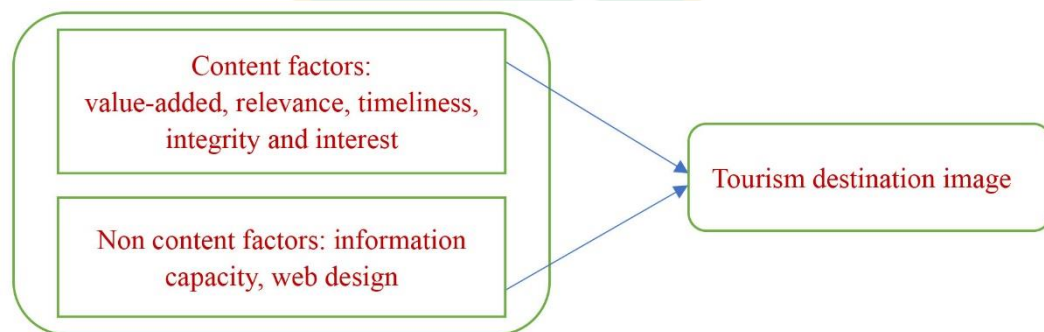 Content factors:
value-added, relevance, timeliness,
integrity and interest
Non content factors: information
capacity, web design
Tourism destination image